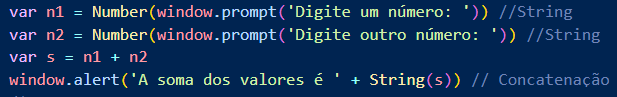 var n1 = Number(window.prompt('Digite um número: ')) //String
var n2 = Number(window.prompt('Digite outro número: ')) //String
var s = n1 + n2
window.alert('A soma dos valores é ' + String(s)) // Concatenação